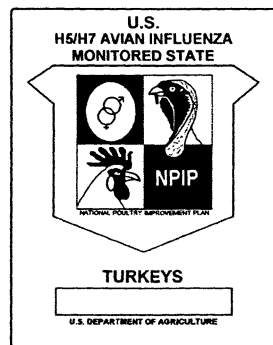 U.S.
H5/H7 AVIAN INFLUENZA
MONITORED STATE
NPIP
NATIONAL POULTRY IMPROVEMENT PLAN
TURKEYS
U.S. DEPARTMENT OF AGRICULTURE